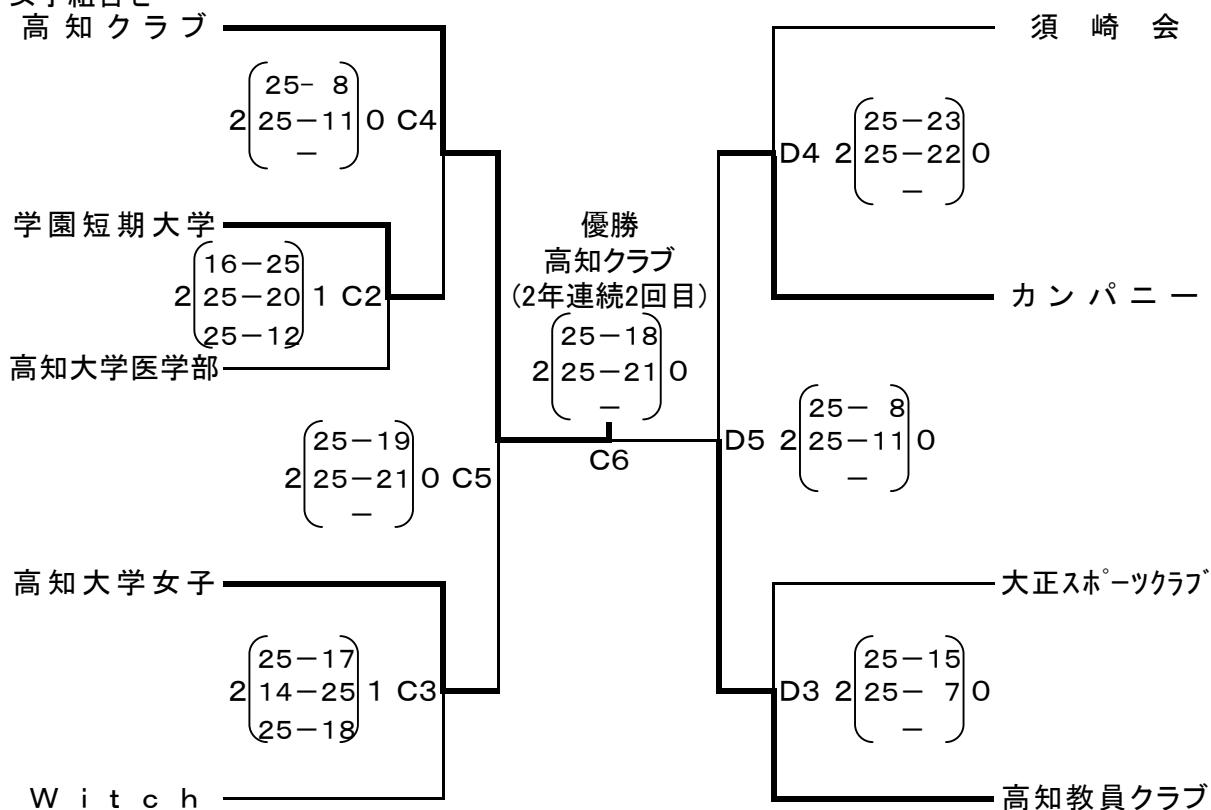 高知クラブ
25- 8
2 25-11 0 C4
-
学園短期大学
16-25
2 25-20 1 C2
25-12
高知大学医学部
25-19
2 25-21 0 C5
-
高知大学女子
25-17
2 14-25 1 C3
25-18
Witch
優勝
高知クラブ
(2年連続2回目)
25-18
2 25-21 0
-
C6
須崎会
25-23
D4 2 25-22 0
-
カンパニー
25- 8
D5 2 25-11 0
-
大正スポーツクラブ
25-15
D3 2 25- 7 0
-
高知教員クラブ